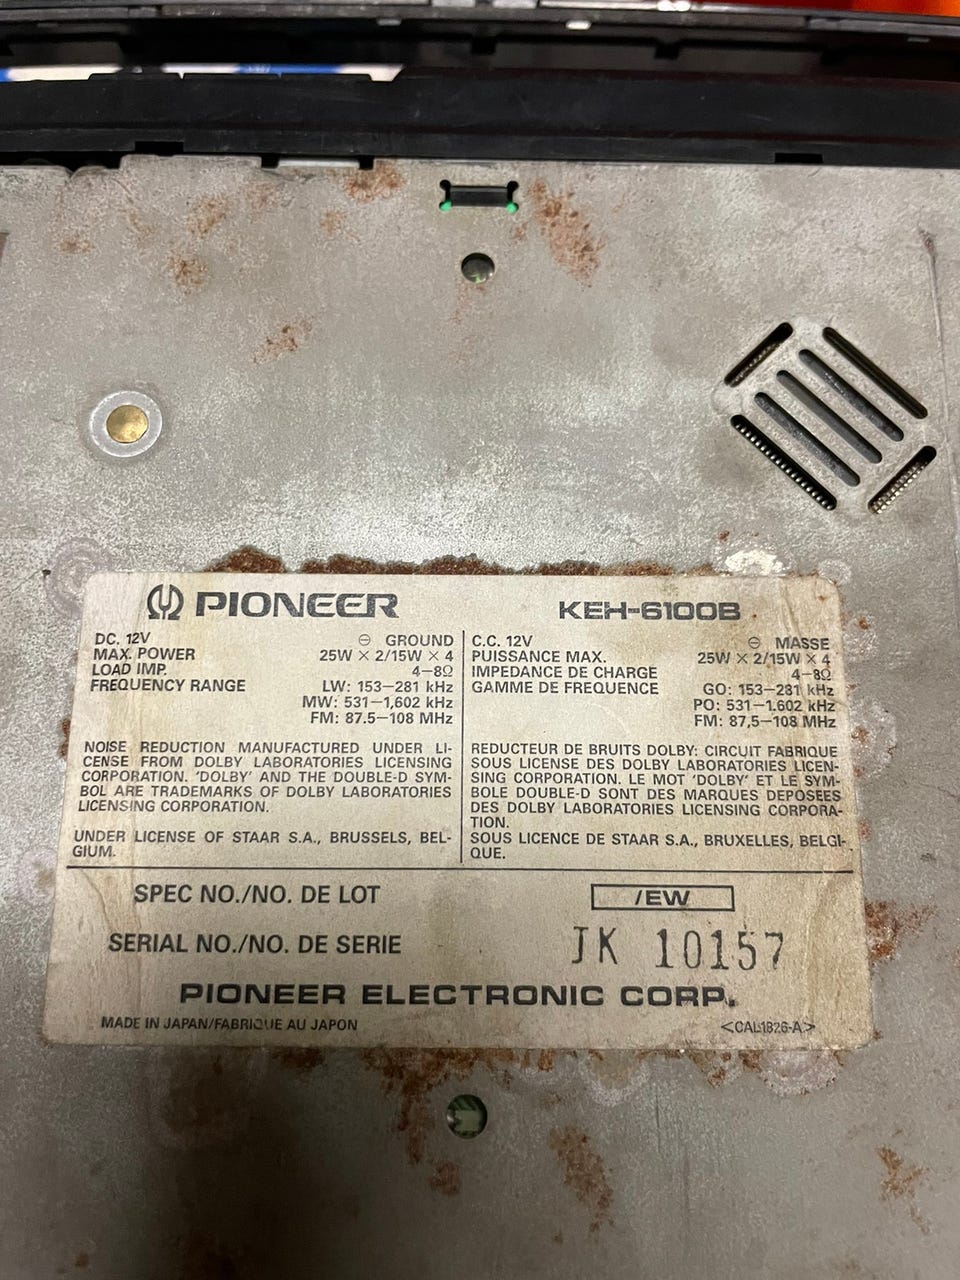 PIONEER KEH-6100B
DC. 12V ⊖ GROUND
MAX. POWER 25W × 2/15W × 4
LOAD IMP. 4–8Ω
FREQUENCY RANGE LW: 153–281 kHz
MW: 531–1,602 kHz
FM: 87.5–108 MHz
NOISE REDUCTION MANUFACTURED UNDER LI-
CENSE FROM DOLBY LABORATORIES LICENSING
CORPORATION. 'DOLBY' AND THE DOUBLE-D SYM-
BOL ARE TRADEMARKS OF DOLBY LABORATORIES
LICENSING CORPORATION.
UNDER LICENSE OF STAAR S.A., BRUSSELS, BEL-
GIUM.
C.C. 12V ⊖ MASSE
PUISSANCE MAX. 25W × 2/15W × 4
IMPEDANCE DE CHARGE 4–8Ω
GAMME DE FREQUENCE GO: 153–281 kHz
PO: 531–1.602 kHz
FM: 87,5–108 MHz
REDUCTEUR DE BRUITS DOLBY: CIRCUIT FABRIQUE
SOUS LICENSE DES DOLBY LABORATORIES LICEN-
SING CORPORATION. LE MOT 'DOLBY' ET LE SYM-
BOLE DOUBLE-D SONT DES MARQUES DEPOSEES
DES DOLBY LABORATORIES LICENSING CORPORA-
TION.
SOUS LICENCE DE STAAR S.A., BRUXELLES, BELGI-
QUE.
SPEC NO./NO. DE LOT /EW
SERIAL NO./NO. DE SERIE JK 10157
PIONEER ELECTRONIC CORP.
MADE IN JAPAN/FABRIQUE AU JAPON <CAL1826-A>